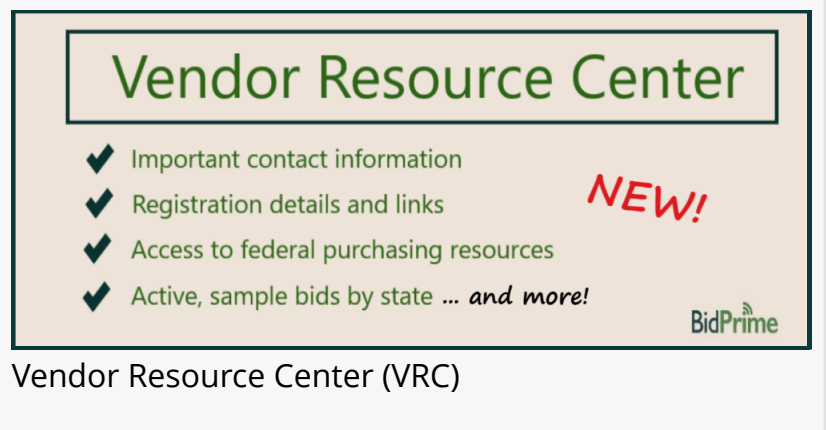 Vendor Resource Center
Important contact information
Registration details and links
Access to federal purchasing resources
Active, sample bids by state ... and more!
NEW!
BidPrime
Vendor Resource Center (VRC)